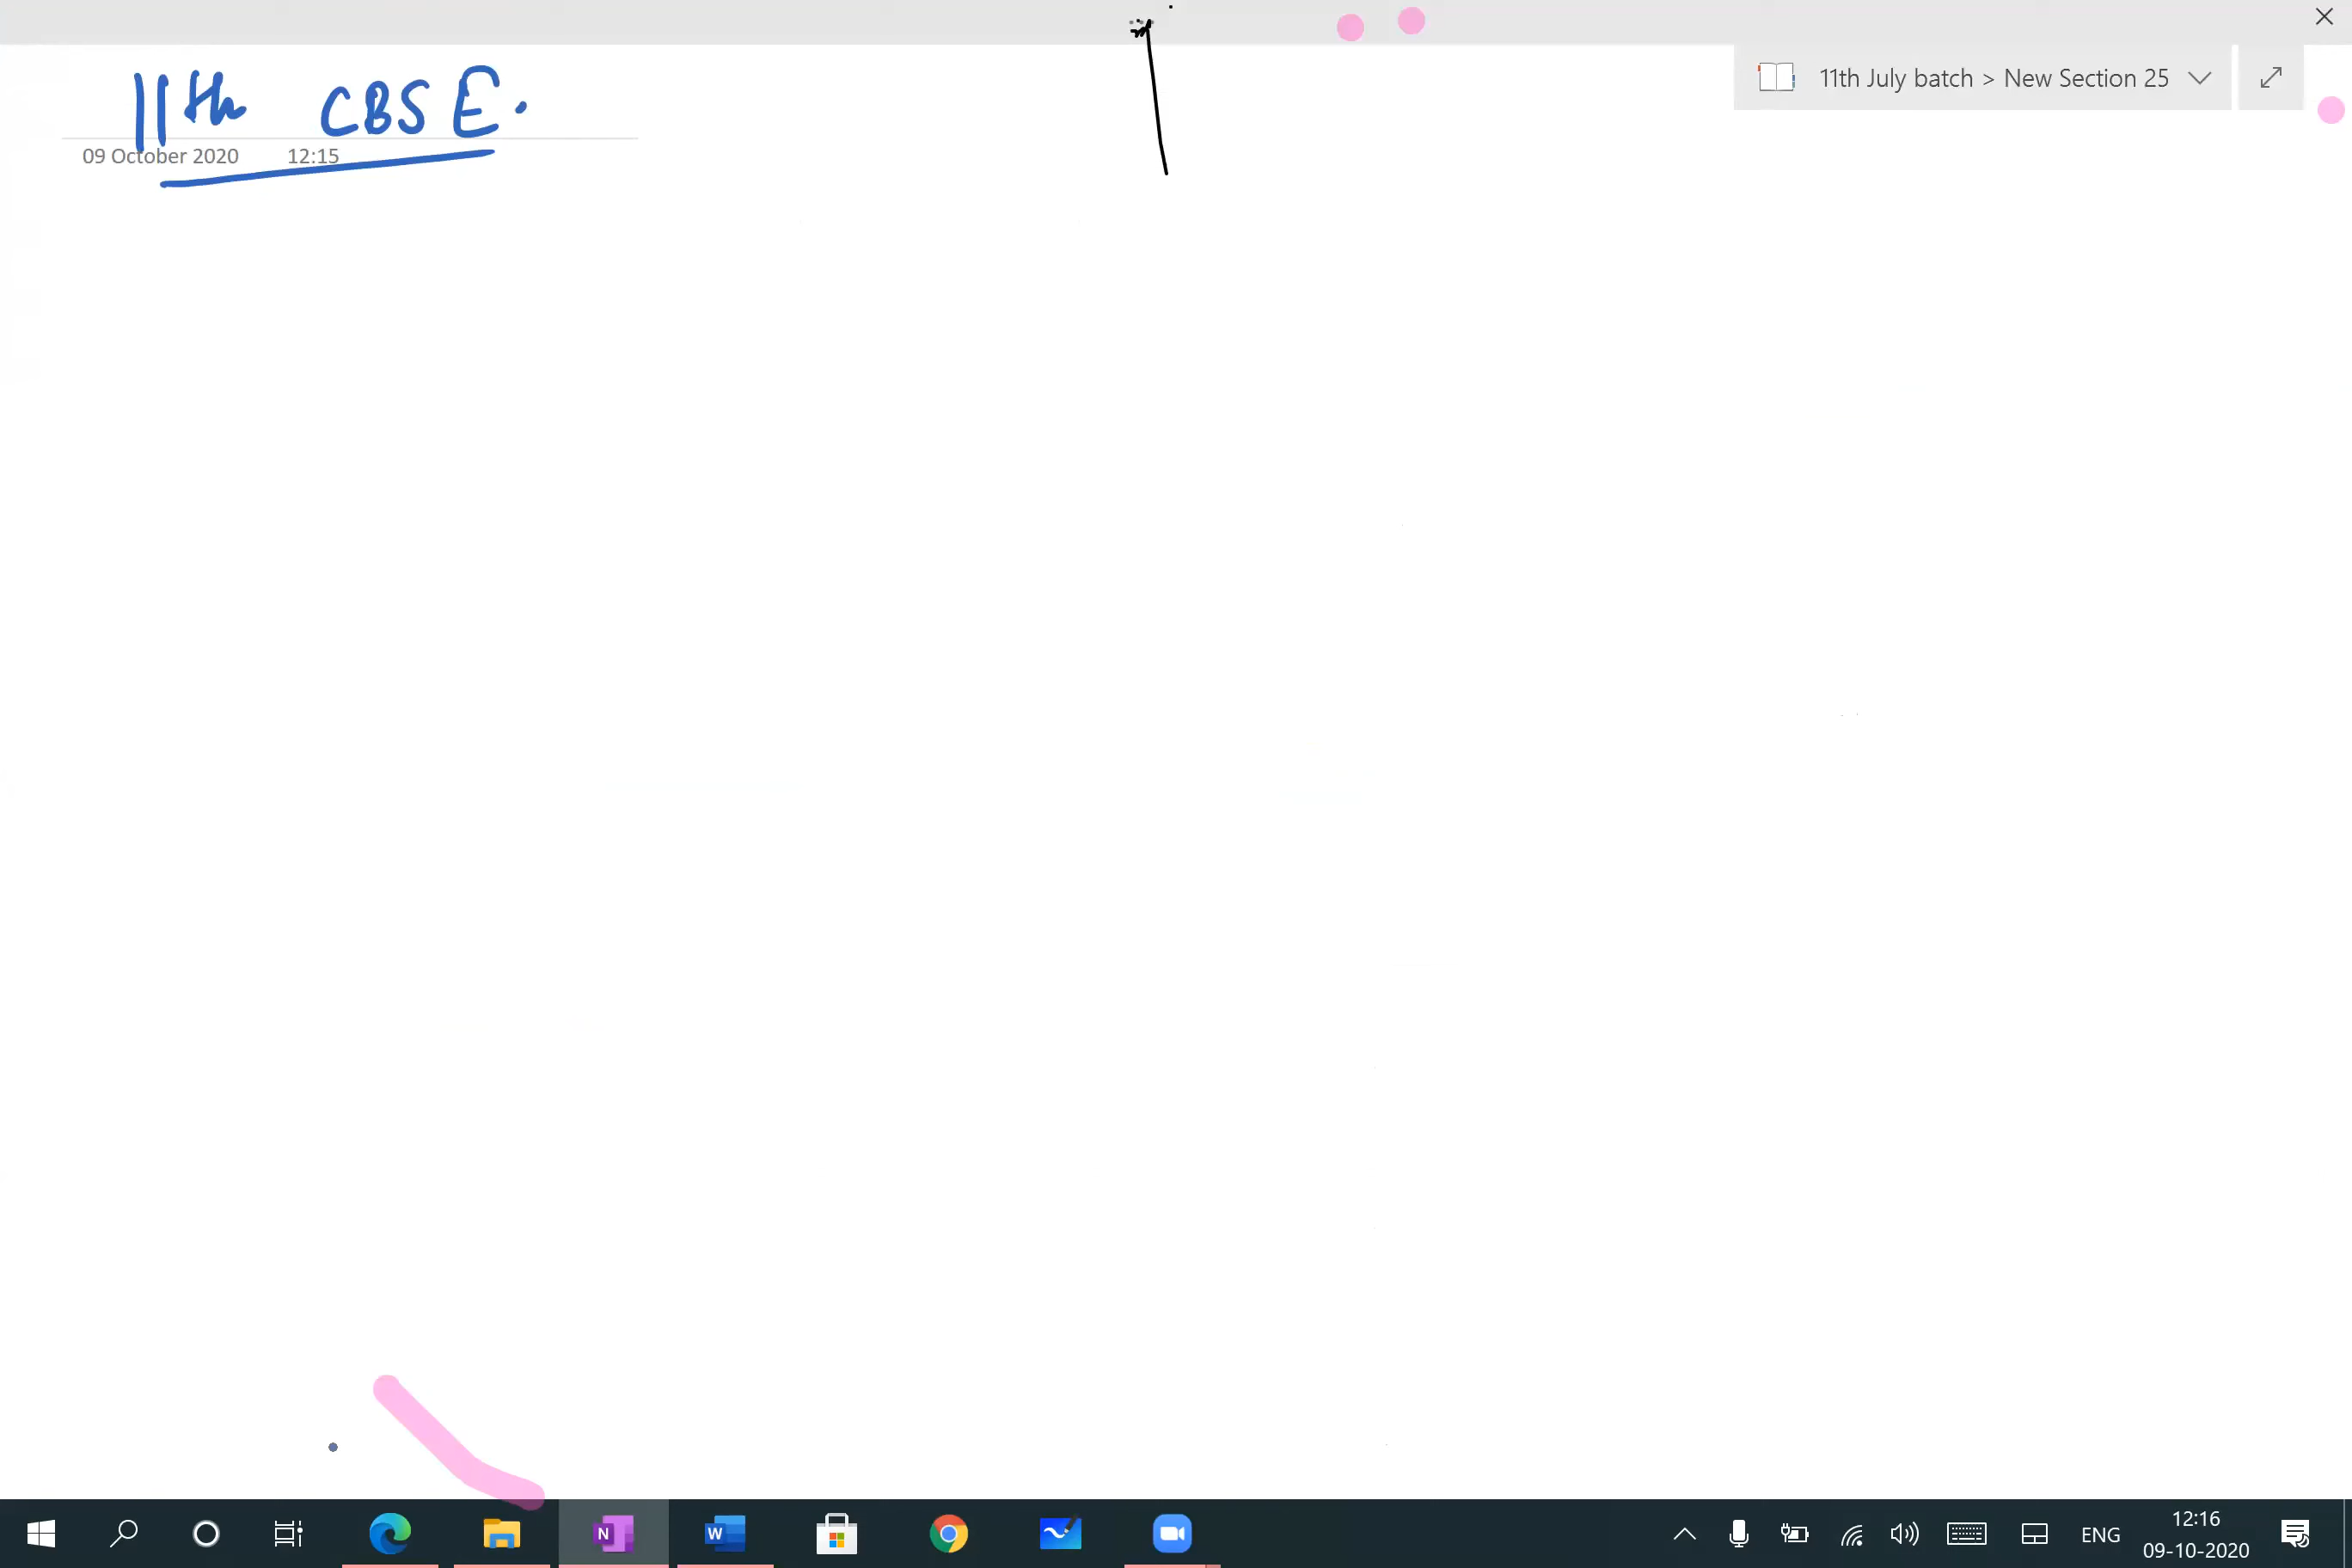 11th CBSE.
11th July batch > New Section 25
09 October 2020 12:15
N
W
ENG
12:16
09-10-2020